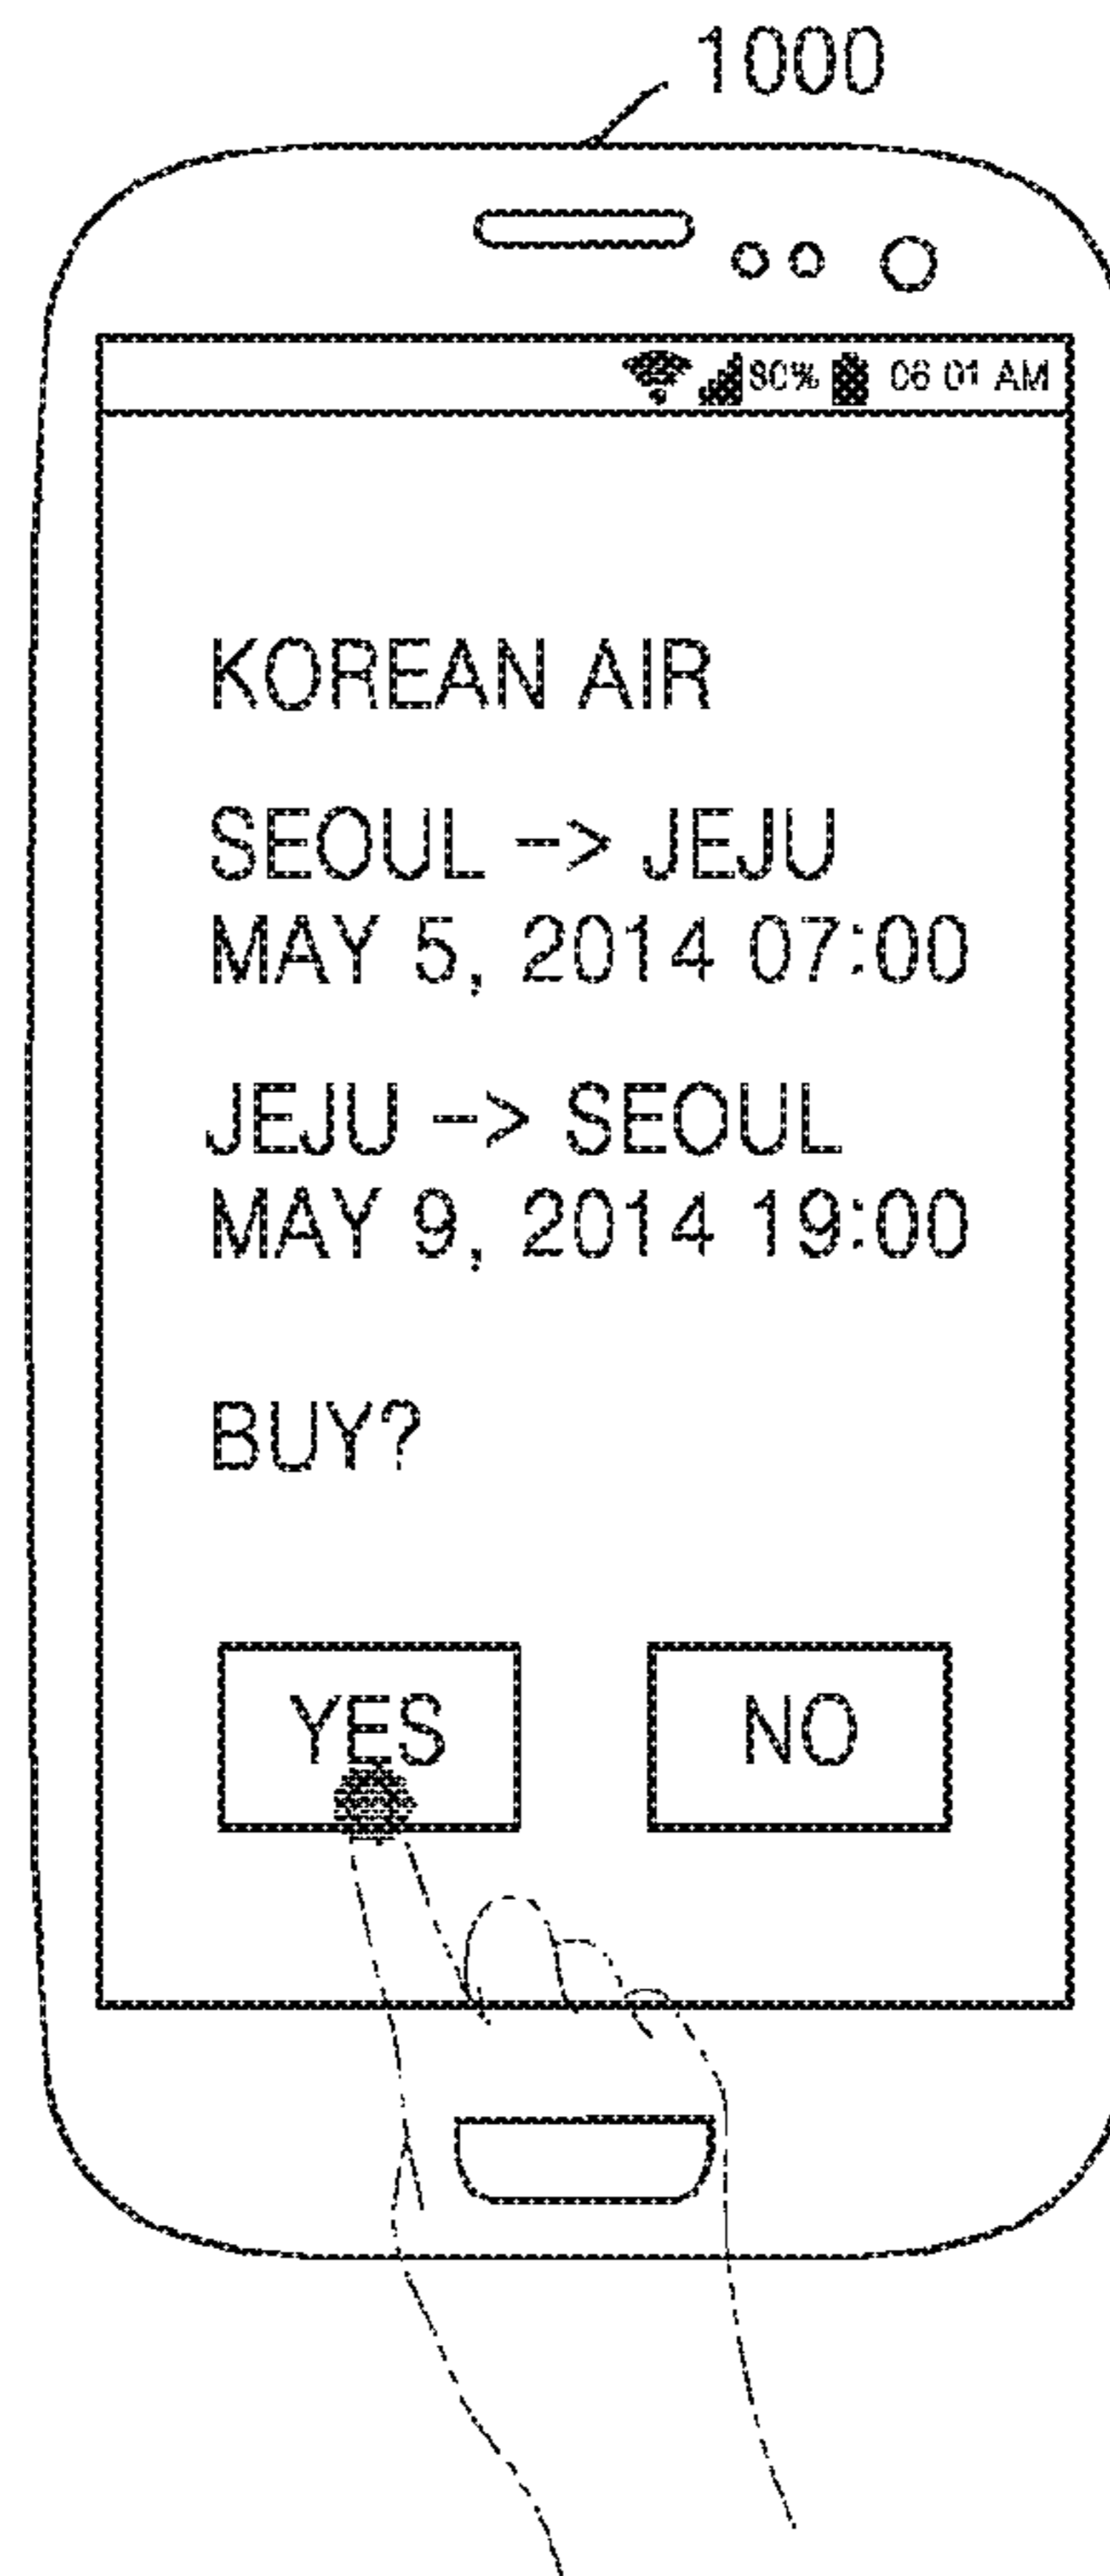 1000
80% 06:01 AM
KOREAN AIR
SEOUL -> JEJU
MAY 5, 2014 07:00
JEJU -> SEOUL
MAY 9, 2014 19:00
BUY?
YES NO